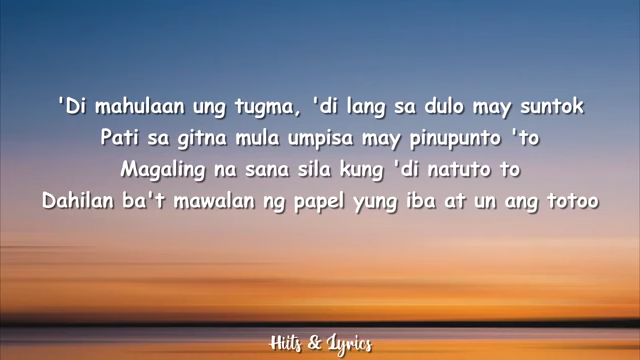 'Di mahulaan ung tugma, 'di lang sa dulo may suntok
Pati sa gitna mula umpisa may pinupunto 'to
Magaling na sana sila kung 'di natuto to
Dahilan ba't mawalan ng papel yung iba at un ang totoo
Hiits & Lyrics